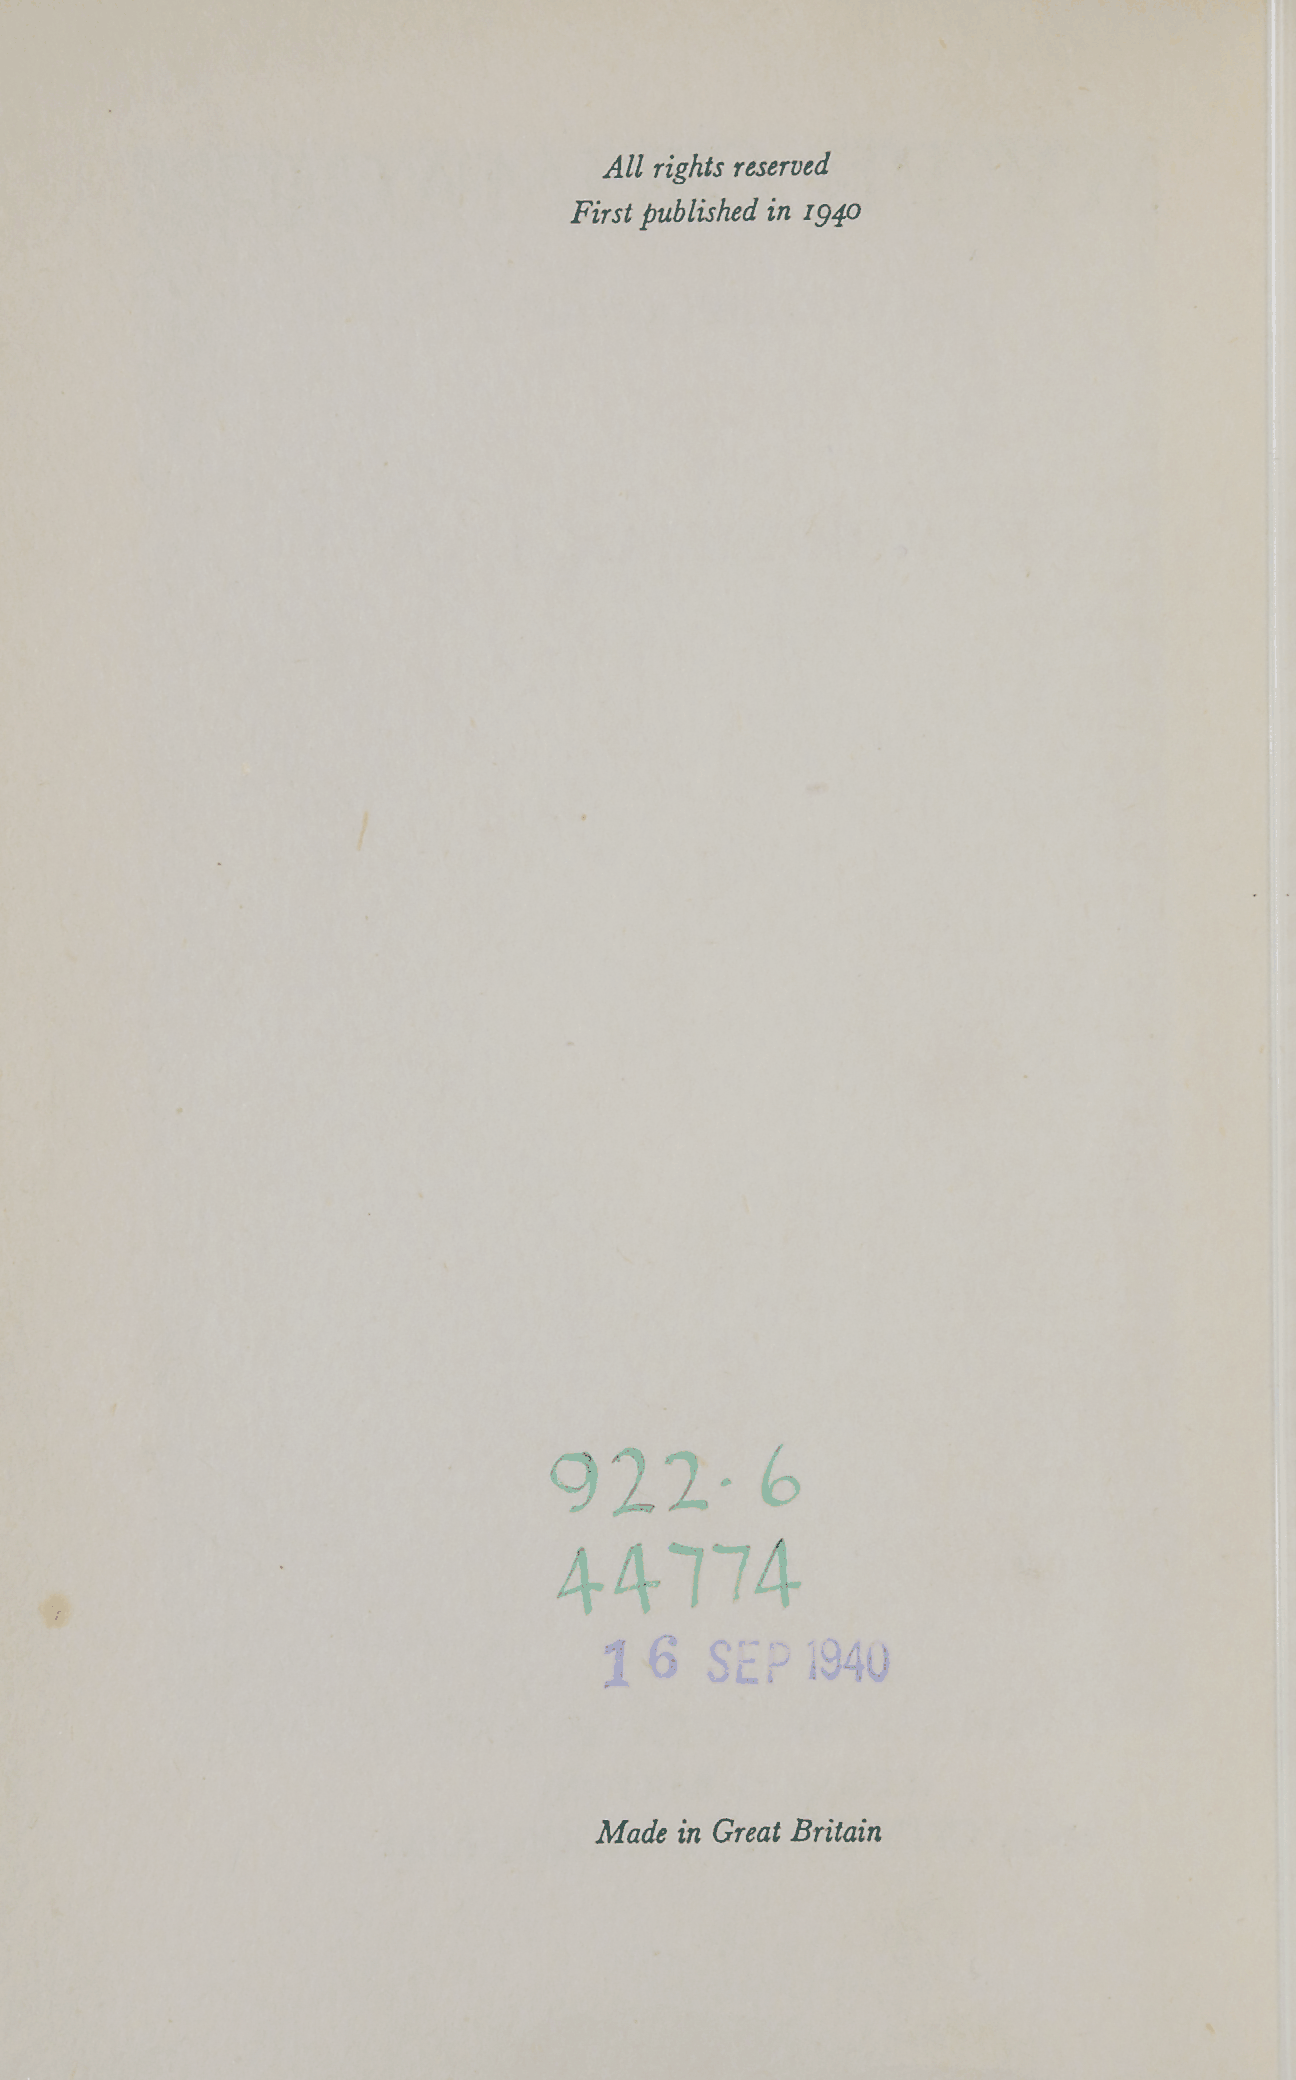 All rights reserved
First published in 1940
922.6
44774
16 SEP 1940
Made in Great Britain